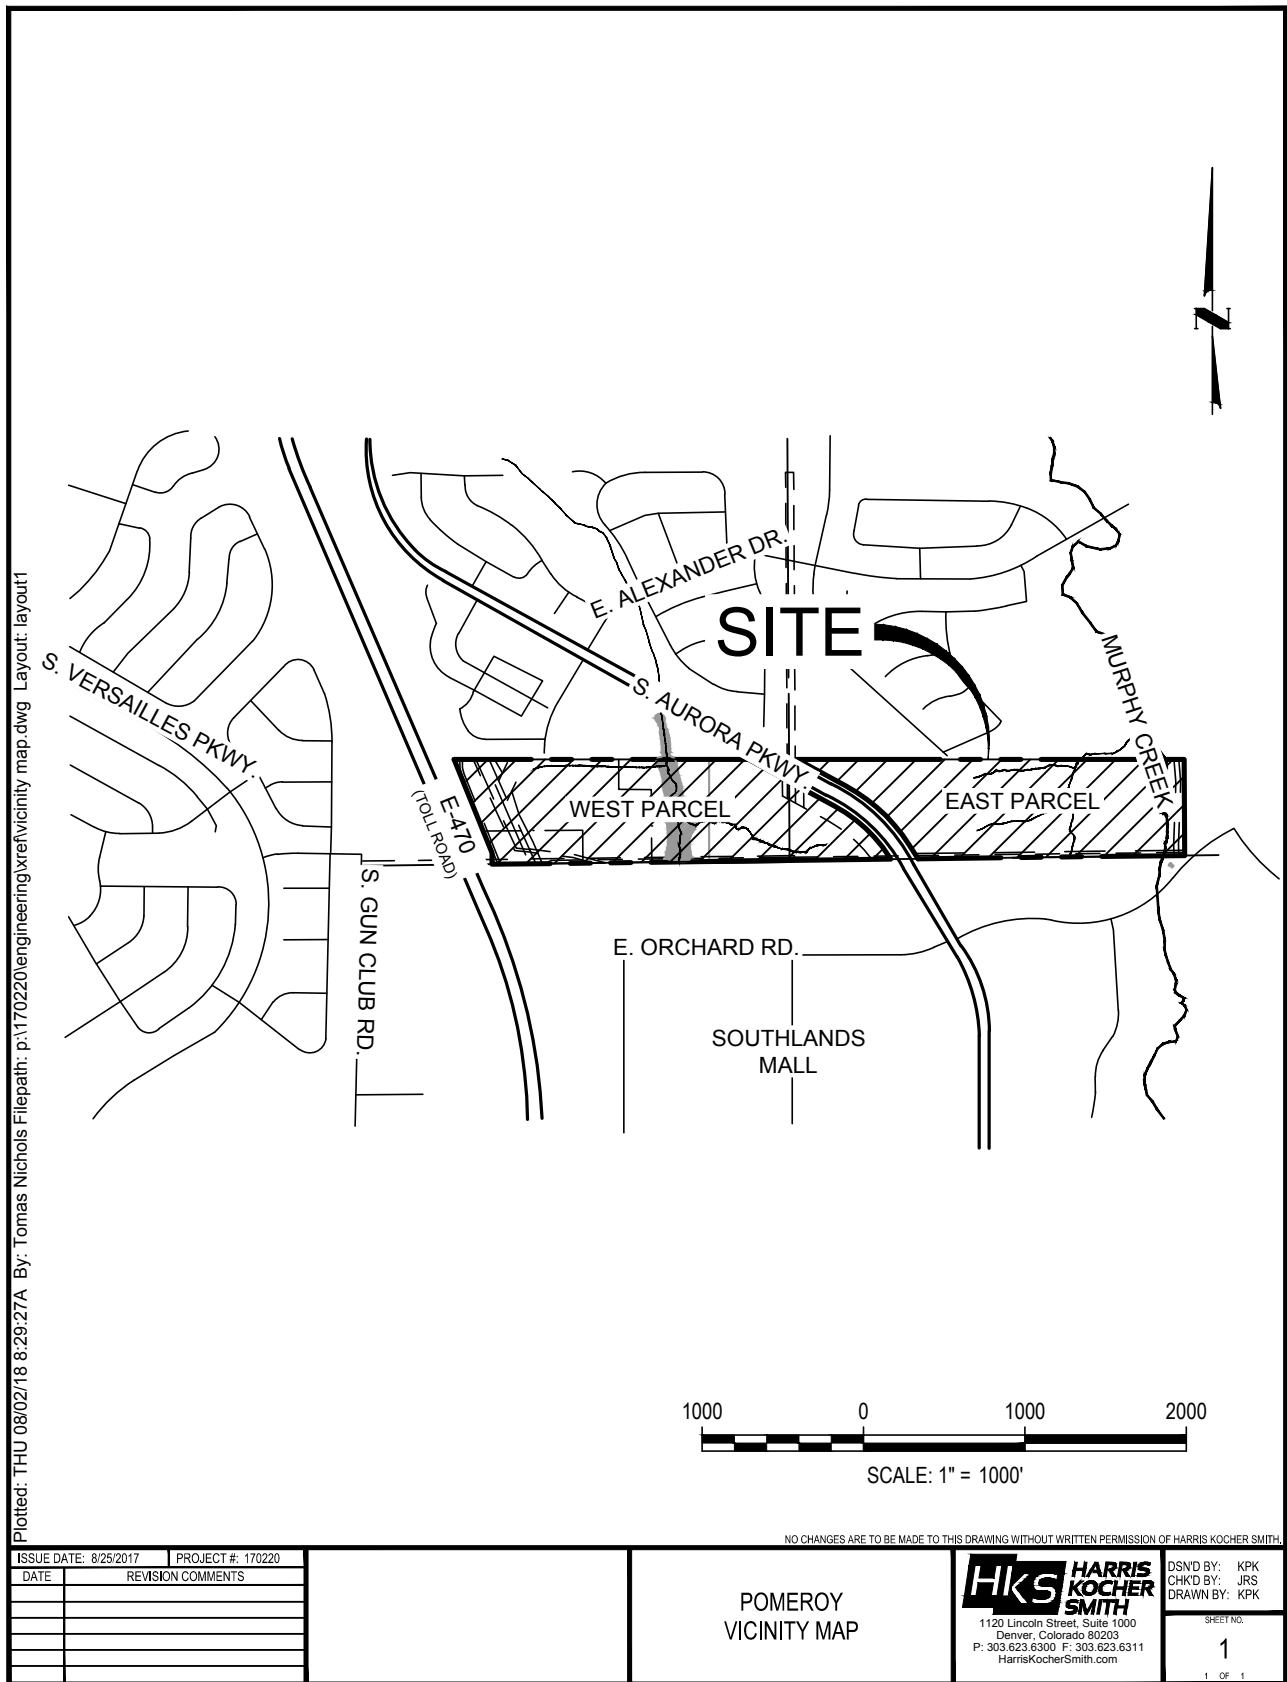 N
E. ALEXANDER DR.
SITE
S. VERSAILLES PKWY.
S. AURORA PKWY.
MURPHY CREEK
E-470
(TOLL ROAD)
WEST PARCEL
EAST PARCEL
S. GUN CLUB RD.
E. ORCHARD RD.
SOUTHLANDS
MALL
1000 0 1000 2000
SCALE: 1" = 1000'
Plotted: THU 08/02/18 8:29:27A By: Tomas Nichols Filepath: p:\170220\engineering\xref\vicinity map.dwg Layout: layout1
NO CHANGES ARE TO BE MADE TO THIS DRAWING WITHOUT WRITTEN PERMISSION OF HARRIS KOCHER SMITH.
ISSUE DATE: 8/25/2017 PROJECT #: 170220
DATE REVISION COMMENTS
POMEROY
VICINITY MAP
HKS
HARRIS
KOCHER
SMITH
1120 Lincoln Street, Suite 1000
Denver, Colorado 80203
P: 303.623.6300 F: 303.623.6311
HarrisKocherSmith.com
DSN'D BY: KPK
CHK'D BY: JRS
DRAWN BY: KPK
SHEET NO.
1
1 OF 1